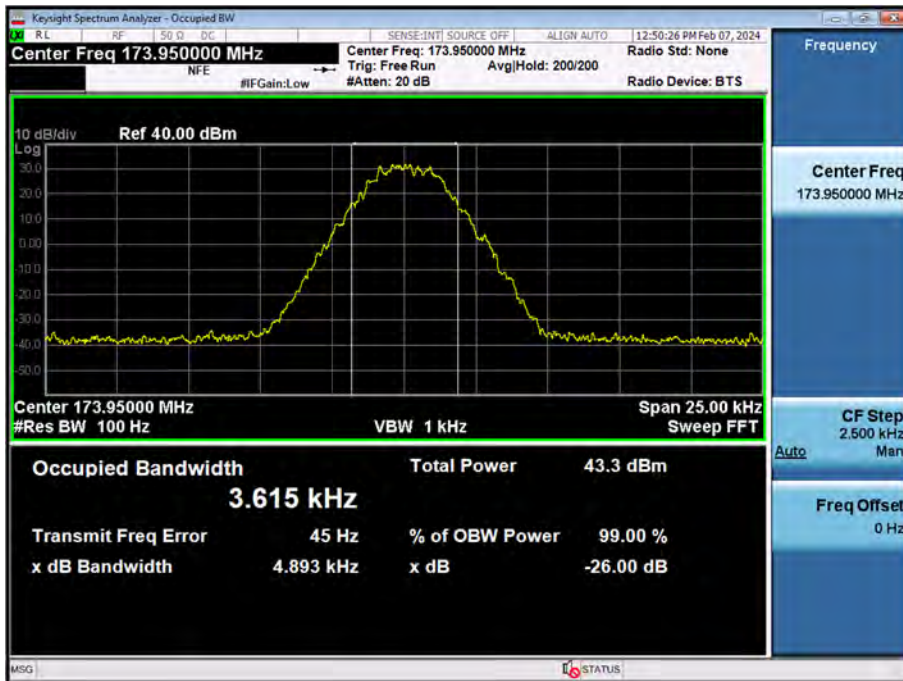 Keysight Spectrum Analyzer - Occupied BW
RL RF 50 Ω DC SENSE:INT SOURCE OFF ALIGN AUTO 12:50:26 PM Feb 07, 2024
Center Freq 173.950000 MHz Center Freq: 173.950000 MHz Radio Std: None Frequency
NFE Trig: Free Run Avg|Hold: 200/200
#IFGain:Low #Atten: 20 dB Radio Device: BTS
10 dB/div Ref 40.00 dBm
Log
30.0
20.0
10.0
0.00
-10.0
-20.0
-30.0
-40.0
-50.0
Center 173.95000 MHz Span 25.00 kHz
#Res BW 100 Hz VBW 1 kHz Sweep FFT
Occupied Bandwidth Total Power 43.3 dBm
3.615 kHz
Transmit Freq Error 45 Hz % of OBW Power 99.00 %
x dB Bandwidth 4.893 kHz x dB -26.00 dB
Center Freq
173.950000 MHz
CF Step
2.500 kHz
Auto Man
Freq Offset
0 Hz
MSG STATUS